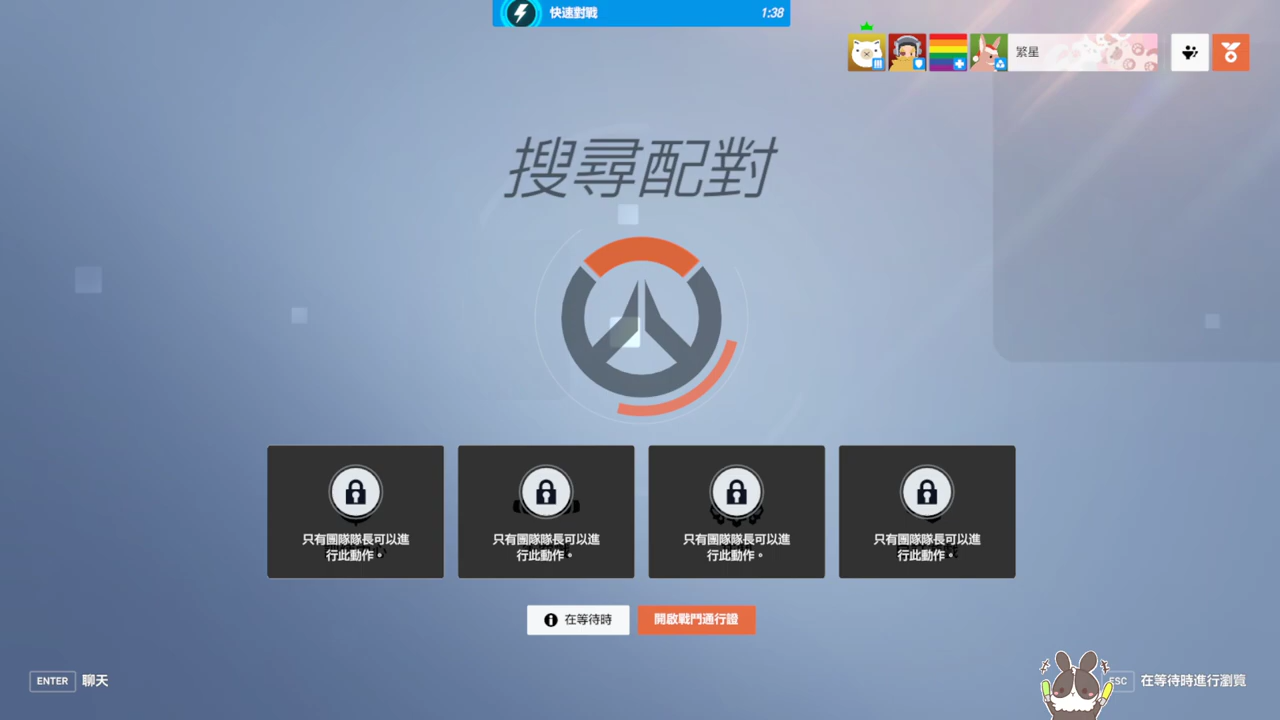 快速對戰
1:38
繁星
搜尋配對
只有團隊隊長可以進
行此動作。
只有團隊隊長可以進
行此動作。
只有團隊隊長可以進
行此動作。
只有團隊隊長可以進
行此動作。
在等待時
開啟戰鬥通行證
ENTER 聊天
ESC 在等待時進行瀏覽